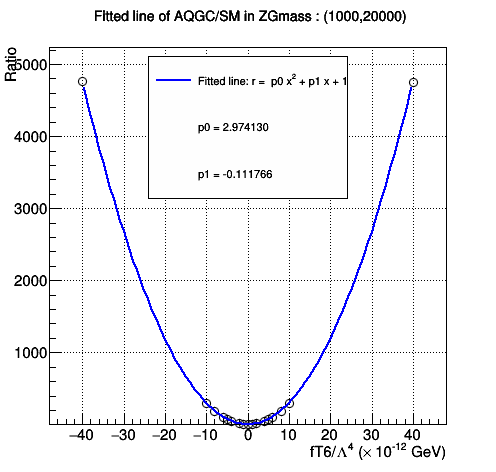 FItted line of AQGC/SM in ZGmass : (1000,20000)
Ratio
5000
4000
3000
2000
1000
Fitted line: r = p0 x² + p1 x + 1
p0 = 2.974130
p1 = -0.111766
−40 −30 −20 −10 0 10 20 30 40
fT6/Λ⁴ (× 10⁻¹² GeV)